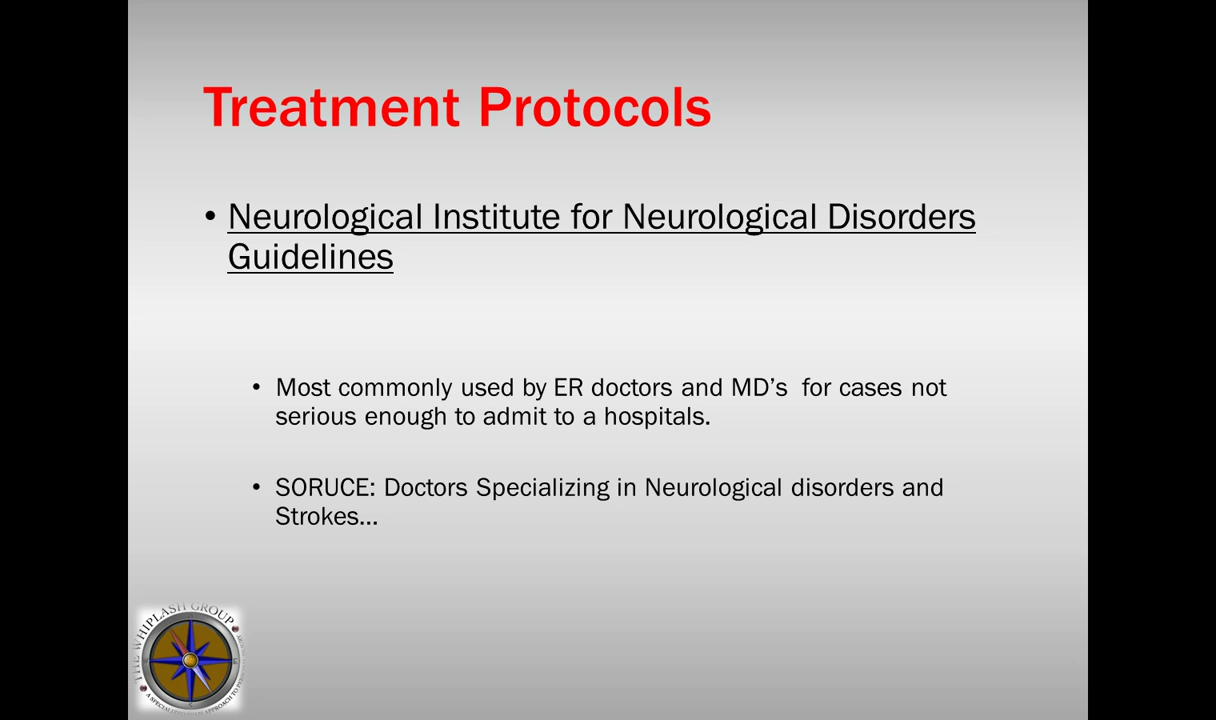 Treatment Protocols
• Neurological Institute for Neurological Disorders
Guidelines
• Most commonly used by ER doctors and MD’s  for cases not
serious enough to admit to a hospitals.
• SORUCE: Doctors Specializing in Neurological disorders and
Strokes…
THE WHIPLASH GROUP